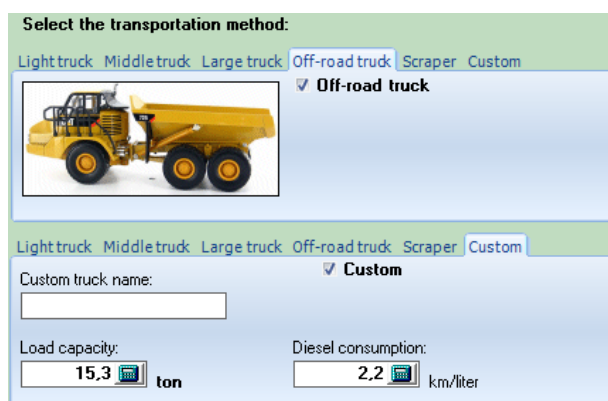 Select the transportation method:
Light truck Middle truck Large truck Off-road truck Scraper Custom
Off-road truck
Light truck Middle truck Large truck Off-road truck Scraper Custom
Custom
Custom truck name:
Load capacity: Diesel consumption:
15,3 ton 2,2 km/liter